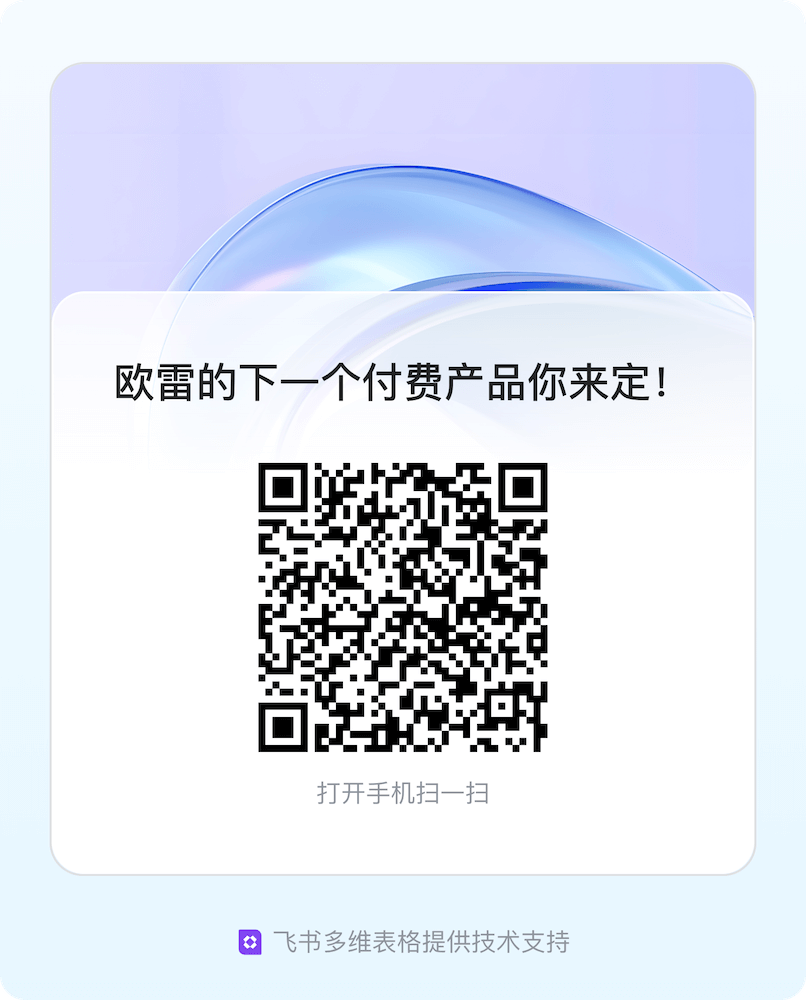 欧雷的下一个付费产品你来定！
打开手机扫一扫
飞书多维表格提供技术支持